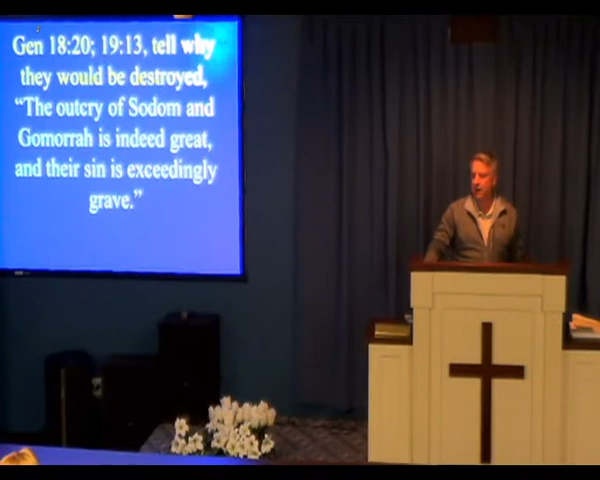 Gen 18:20; 19:13, tell why
they would be destroyed,
“The outcry of Sodom and
Gomorrah is indeed great,
and their sin is exceedingly
grave.”